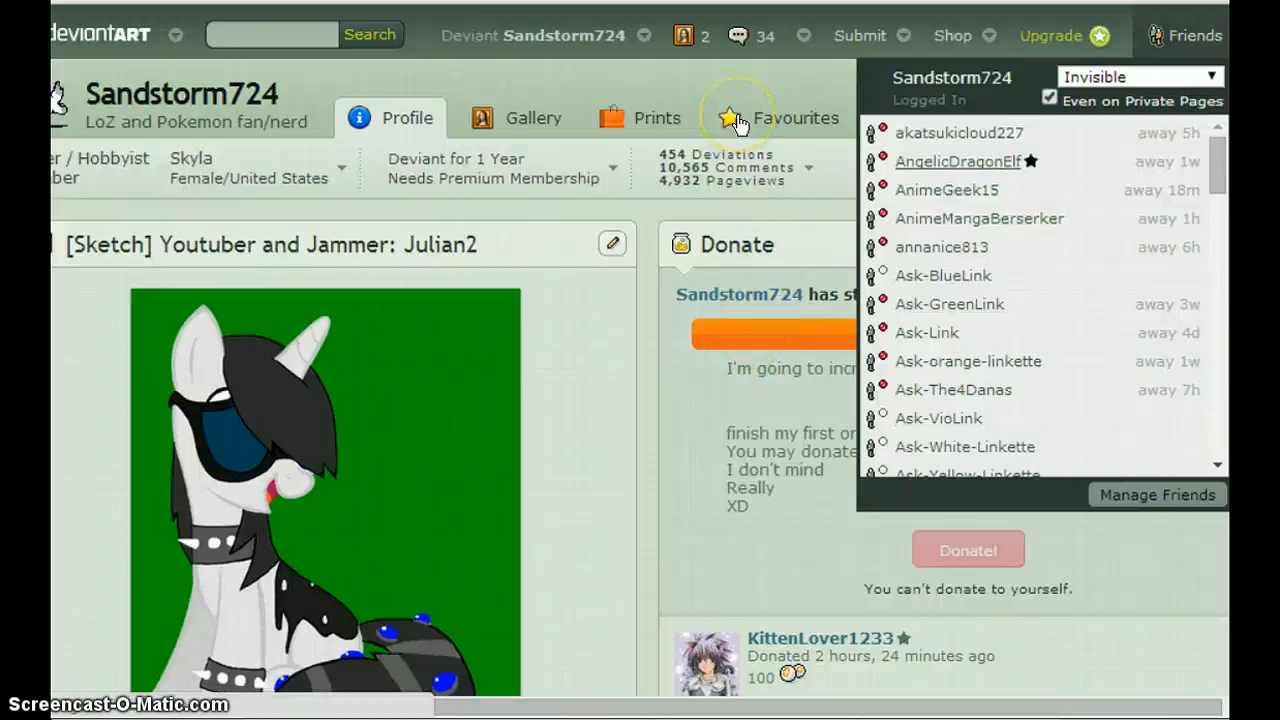 deviantART Search Deviant Sandstorm724 2 34 Submit Shop Upgrade Friends
Sandstorm724
LoZ and Pokemon fan/nerd
Profile Gallery Prints Favourites
er / Hobbyist
ber
Skyla
Female/United States
Deviant for 1 Year
Needs Premium Membership
454 Deviations
10,565 Comments
4,932 Pageviews
Sandstorm724
Logged In
Invisible
Even on Private Pages
akatsukicloud227 away 5h
AngelicDragonElf away 1w
AnimeGeek15 away 18m
AnimeMangaBerserker away 1h
annanice813 away 6h
Ask-BlueLink
Ask-GreenLink away 3w
Ask-Link away 4d
Ask-orange-linkette away 1w
Ask-The4Danas away 7h
Ask-VioLink
Ask-White-Linkette
Ask-Yellow-Linkette
Manage Friends
[Sketch] Youtuber and Jammer: Julian2
Donate
Sandstorm724 has st
I'm going to incr
finish my first or
You may donate
I don't mind
Really
XD
Donate!
You can't donate to yourself.
KittenLover1233
Donated 2 hours, 24 minutes ago
100
Screencast-O-Matic.com